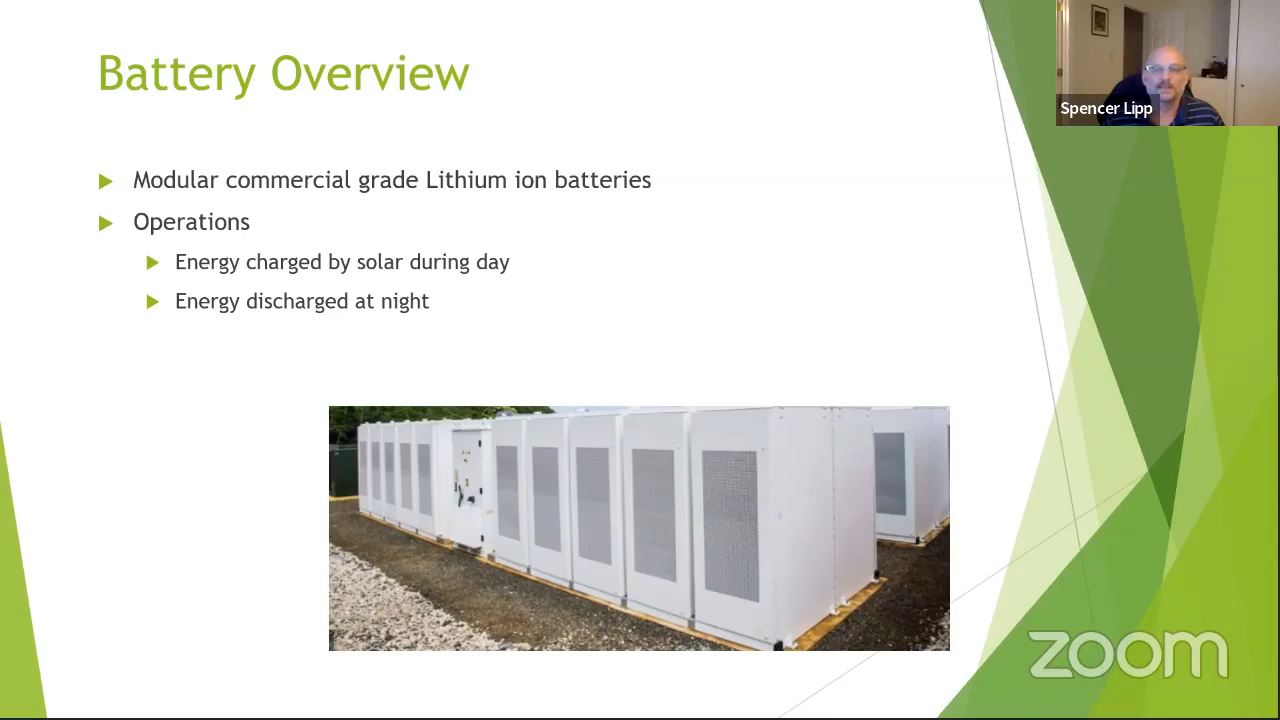 Battery Overview
Spencer Lipp
Modular commercial grade Lithium ion batteries
Operations
Energy charged by solar during day
Energy discharged at night
zoom